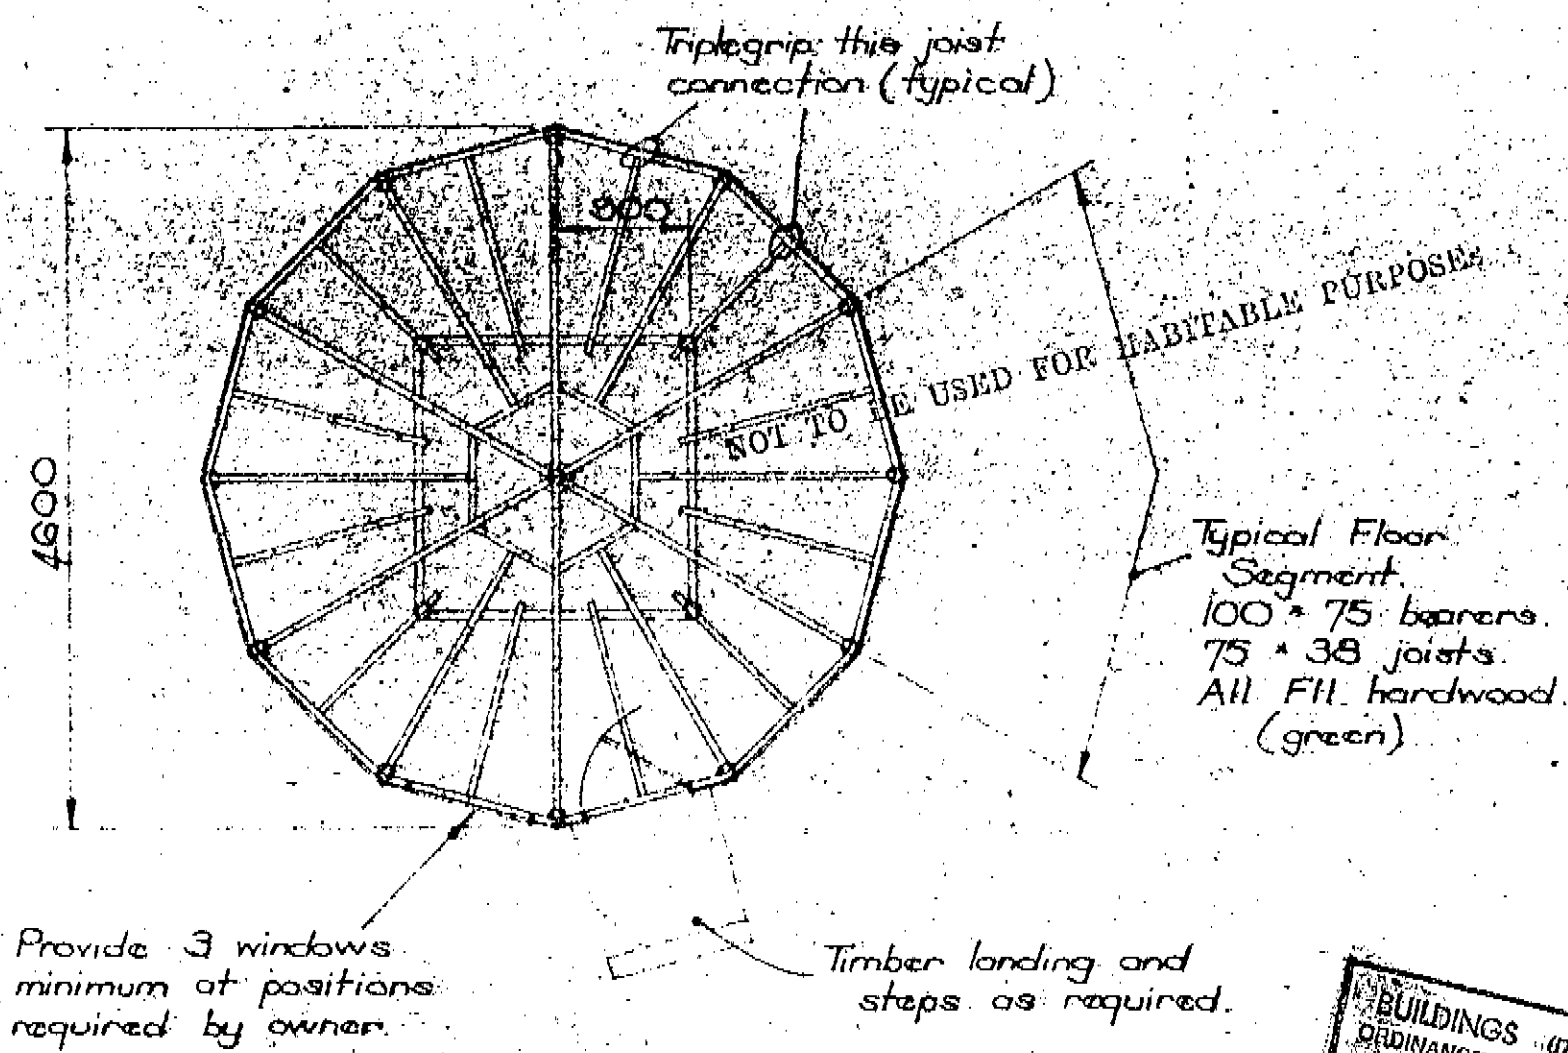 Triplegrip this joist
connection (typical)
900
NOT TO BE USED FOR HABITABLE PURPOSES
4600
Typical Floor
Segment.
100 * 75 bearers.
75 * 38 joists.
All F11 hardwood.
(green)
Provide 3 windows
minimum at positions
required by owner.
Timber landing and
steps as required.
BUILDINGS
ORDINANCE